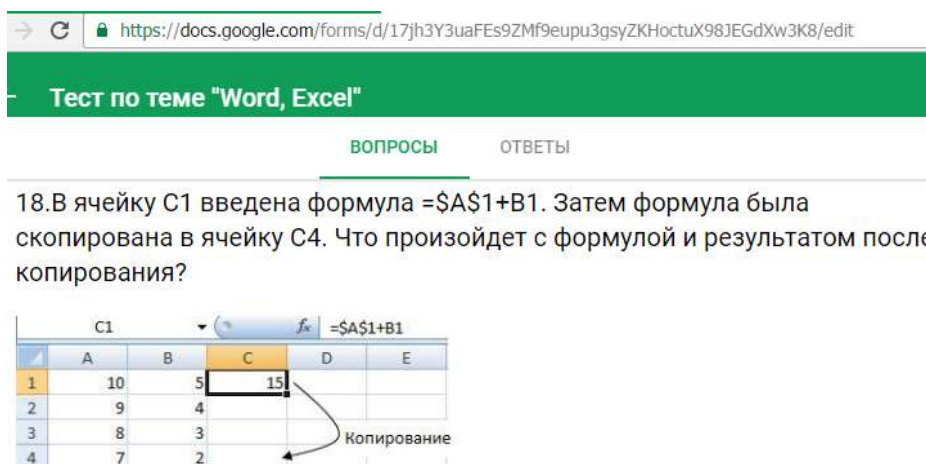 https://docs.google.com/forms/d/17jh3Y3uaFEs9ZMf9eupu3gsyZKHoctuX98JEGdXw3K8/edit
Тест по теме "Word, Excel"
ВОПРОСЫ ОТВЕТЫ
18.В ячейку C1 введена формула =$A$1+B1. Затем формула была
скопирована в ячейку C4. Что произойдет с формулой и результатом после
копирования?
C1 fx =$A$1+B1
A B C D E
1 10 5 15
2 9 4
3 8 3 Копирование
4 7 2